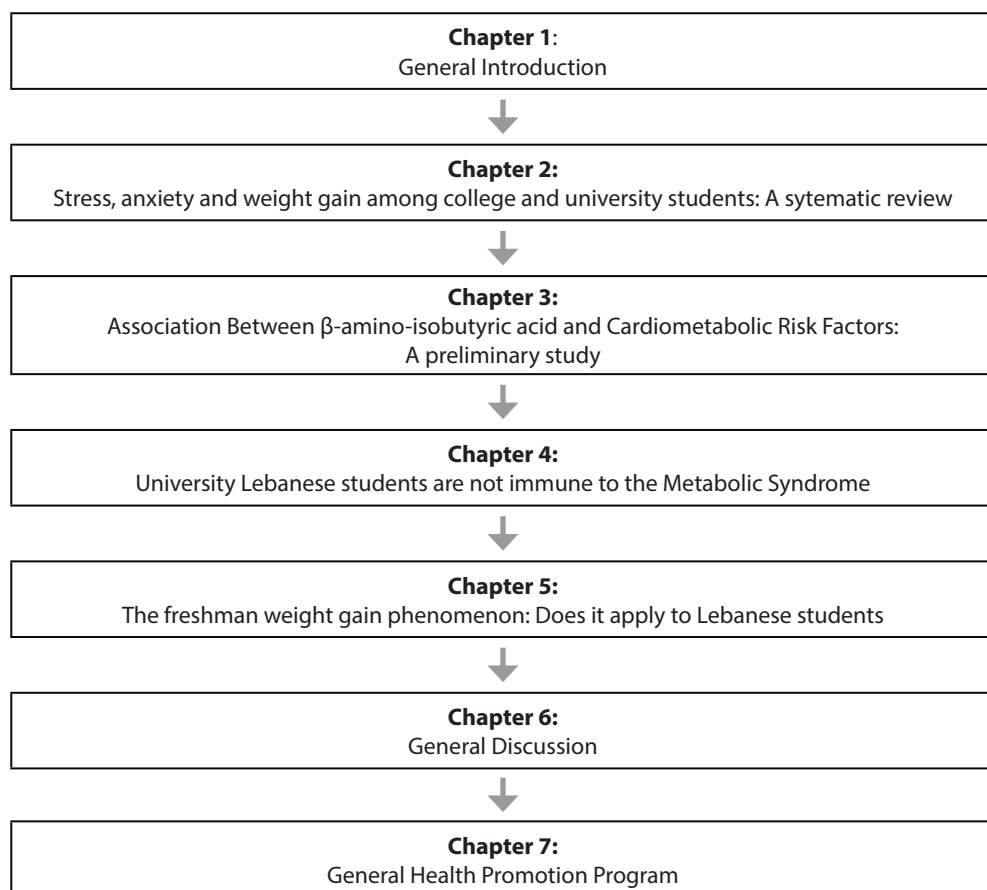 Chapter 1:
General Introduction
Chapter 2:
Stress, anxiety and weight gain among college and university students: A sytematic review
Chapter 3:
Association Between β-amino-isobutyric acid and Cardiometabolic Risk Factors:
A preliminary study
Chapter 4:
University Lebanese students are not immune to the Metabolic Syndrome
Chapter 5:
The freshman weight gain phenomenon: Does it apply to Lebanese students
Chapter 6:
General Discussion
Chapter 7:
General Health Promotion Program